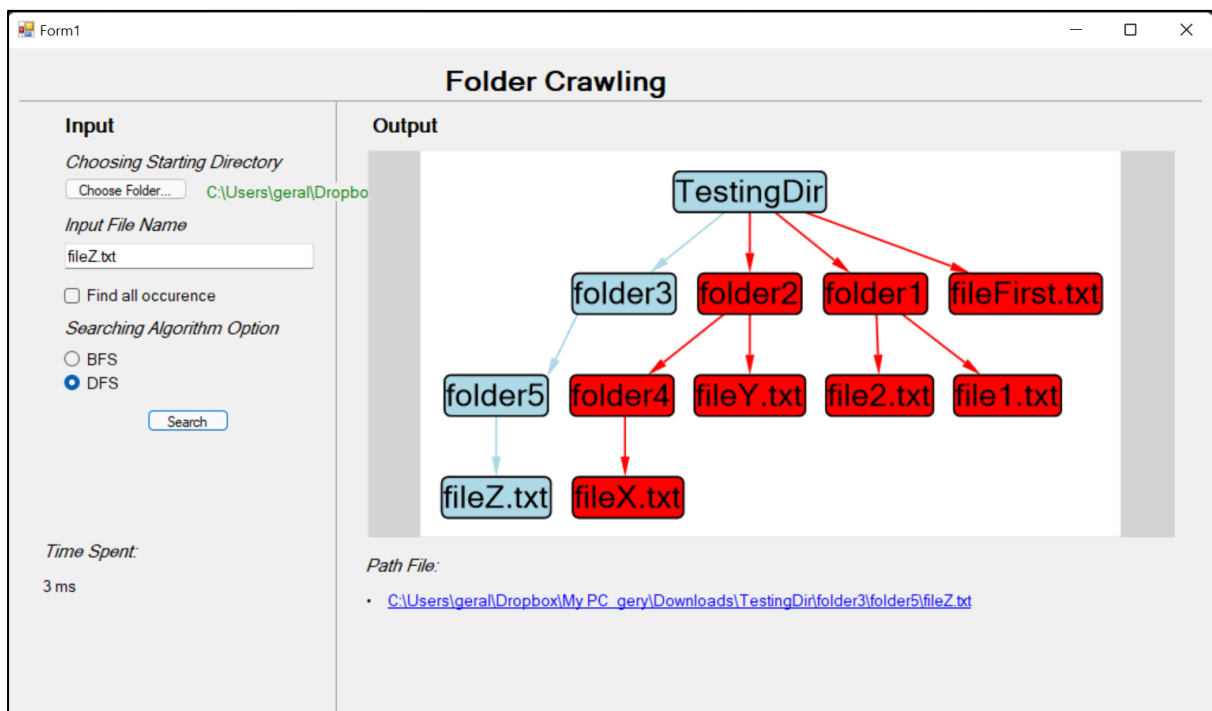 Form1
Folder Crawling
Input
Choosing Starting Directory
Choose Folder...
C:\Users\geral\Dropbo
Input File Name
fileZ.txt
Find all occurence
Searching Algorithm Option
BFS
DFS
Search
Time Spent:
3 ms
Output
TestingDir
folder3 folder2 folder1 fileFirst.txt
folder5 folder4 fileY.txt file2.txt file1.txt
fileZ.txt fileX.txt
Path File:
• C:\Users\geral\Dropbox\My PC_gery\Downloads\TestingDir\folder3\folder5\fileZ.txt